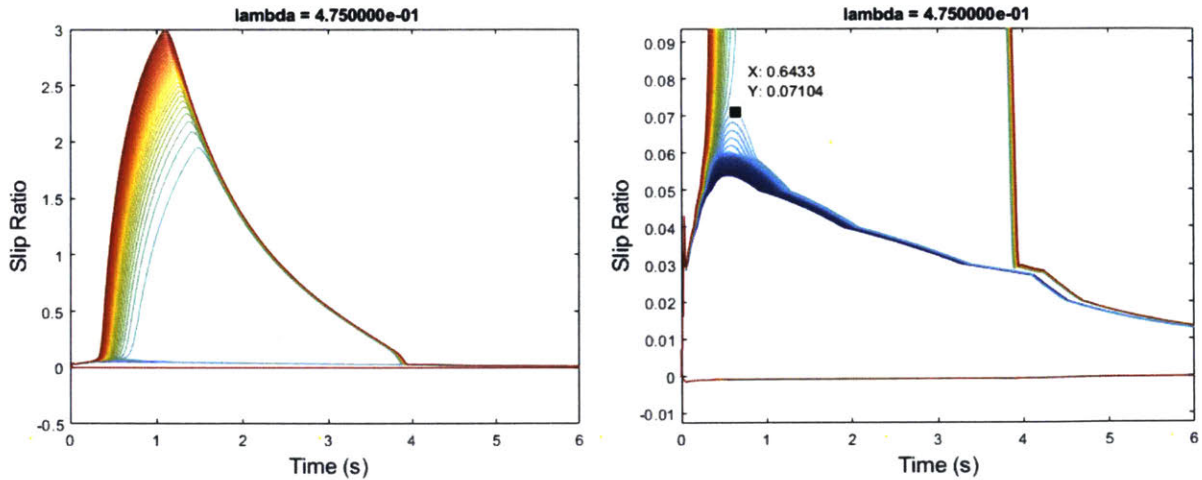 lambda = 4.750000e-01
3
2.5
2
1.5
1
0.5
0
-0.5
Slip Ratio
0 1 2 3 4 5 6
Time (s)
lambda = 4.750000e-01
0.09
0.08
0.07
0.06
0.05
0.04
0.03
0.02
0.01
0
-0.01
Slip Ratio
X: 0.6433
Y: 0.07104
0 1 2 3 4 5 6
Time (s)